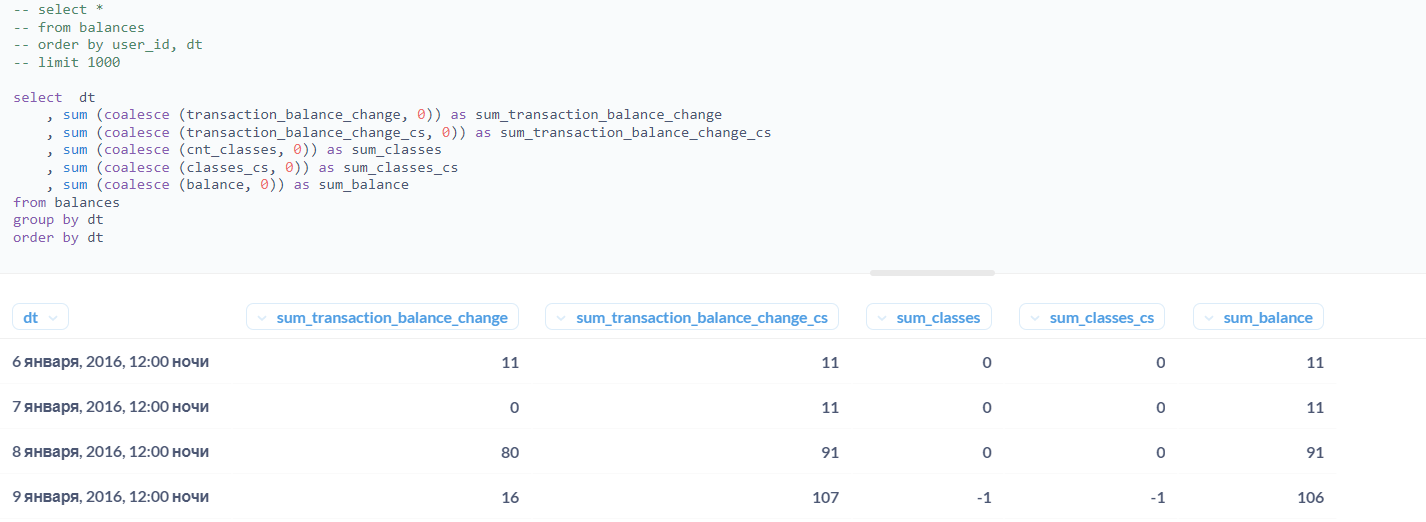 -- select *
-- from balances
-- order by user_id, dt
-- limit 1000
select  dt
    , sum (coalesce (transaction_balance_change, 0)) as sum_transaction_balance_change
    , sum (coalesce (transaction_balance_change_cs, 0)) as sum_transaction_balance_change_cs
    , sum (coalesce (cnt_classes, 0)) as sum_classes
    , sum (coalesce (classes_cs, 0)) as sum_classes_cs
    , sum (coalesce (balance, 0)) as sum_balance
from balances
group by dt
order by dt
dt sum_transaction_balance_change sum_transaction_balance_change_cs sum_classes sum_classes_cs sum_balance
6 января, 2016, 12:00 ночи 11 11 0 0 11
7 января, 2016, 12:00 ночи 0 11 0 0 11
8 января, 2016, 12:00 ночи 80 91 0 0 91
9 января, 2016, 12:00 ночи 16 107 -1 -1 106